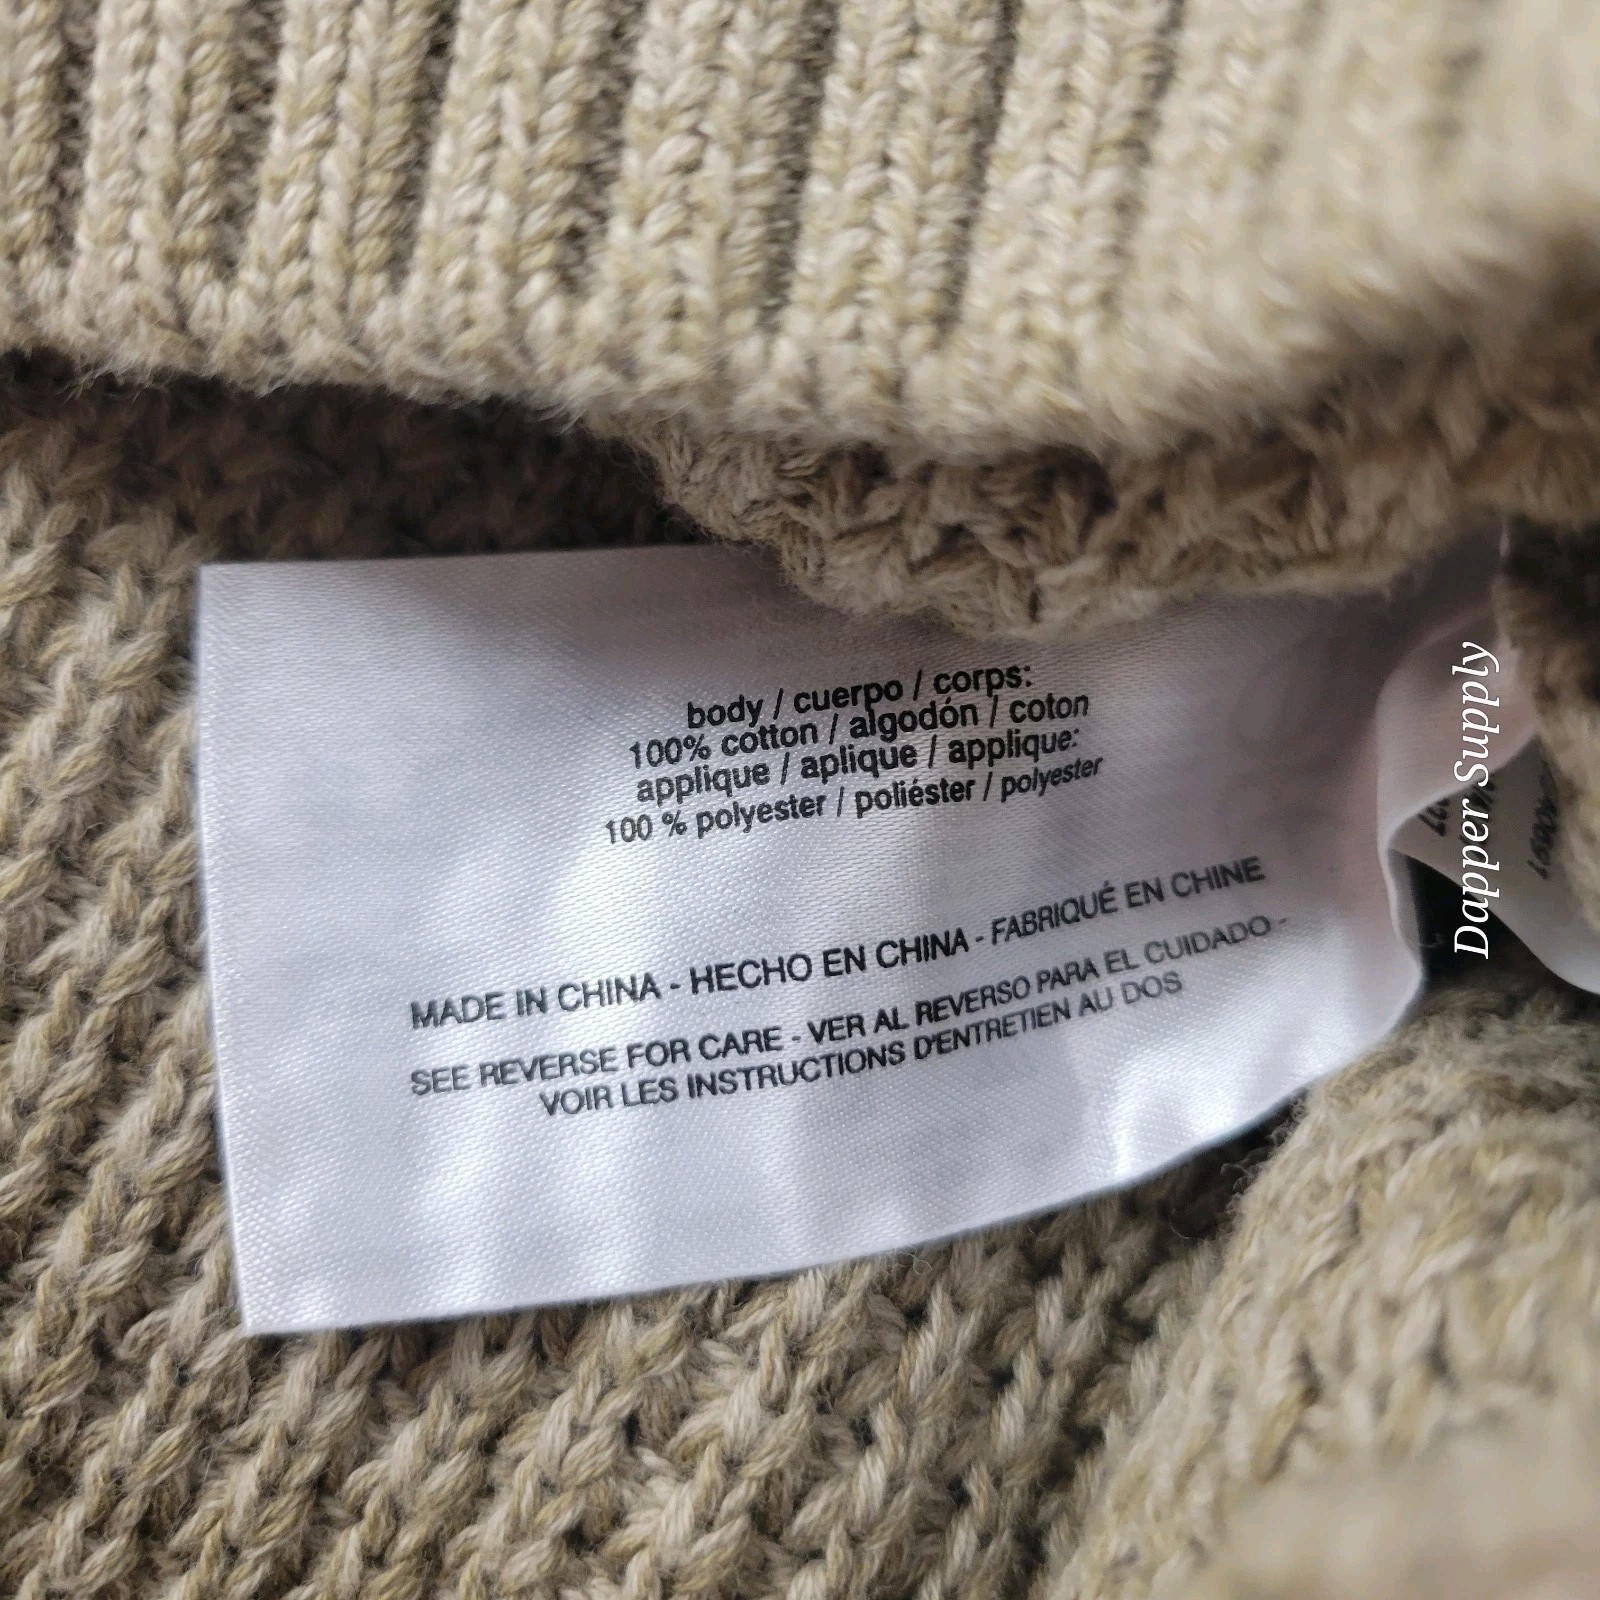 body / cuerpo / corps:
100% cotton / algodón / coton
applique / aplique / applique:
100 % polyester / poliéster / polyester
MADE IN CHINA - HECHO EN CHINA - FABRIQUÉ EN CHINE
SEE REVERSE FOR CARE - VER AL REVERSO PARA EL CUIDADO -
VOIR LES INSTRUCTIONS D'ENTRETIEN AU DOS
Dapper Supply